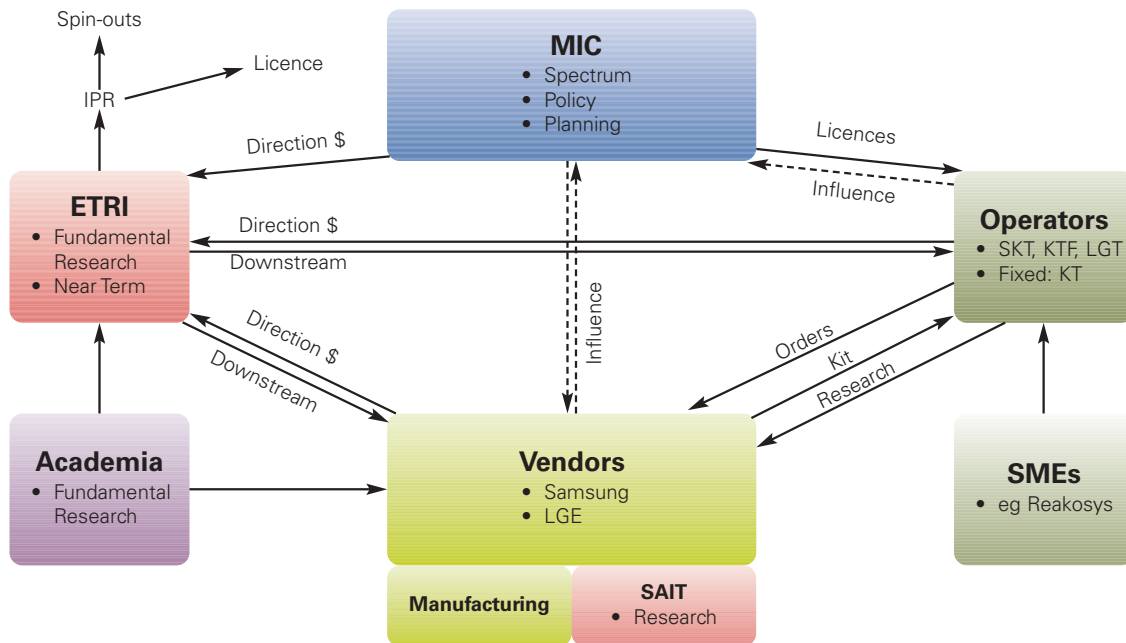 Spin-outs
Licence
IPR
MIC
• Spectrum
• Policy
• Planning
Direction $
Licences
Influence
ETRI
• Fundamental
Research
• Near Term
Direction $
Downstream
Operators
• SKT, KTF, LGT
• Fixed: KT
Direction $
Downstream
Influence
Orders
Kit
Research
Academia
• Fundamental
Research
Vendors
• Samsung
• LGE
SMEs
• eg Reakosys
Manufacturing
SAIT
• Research